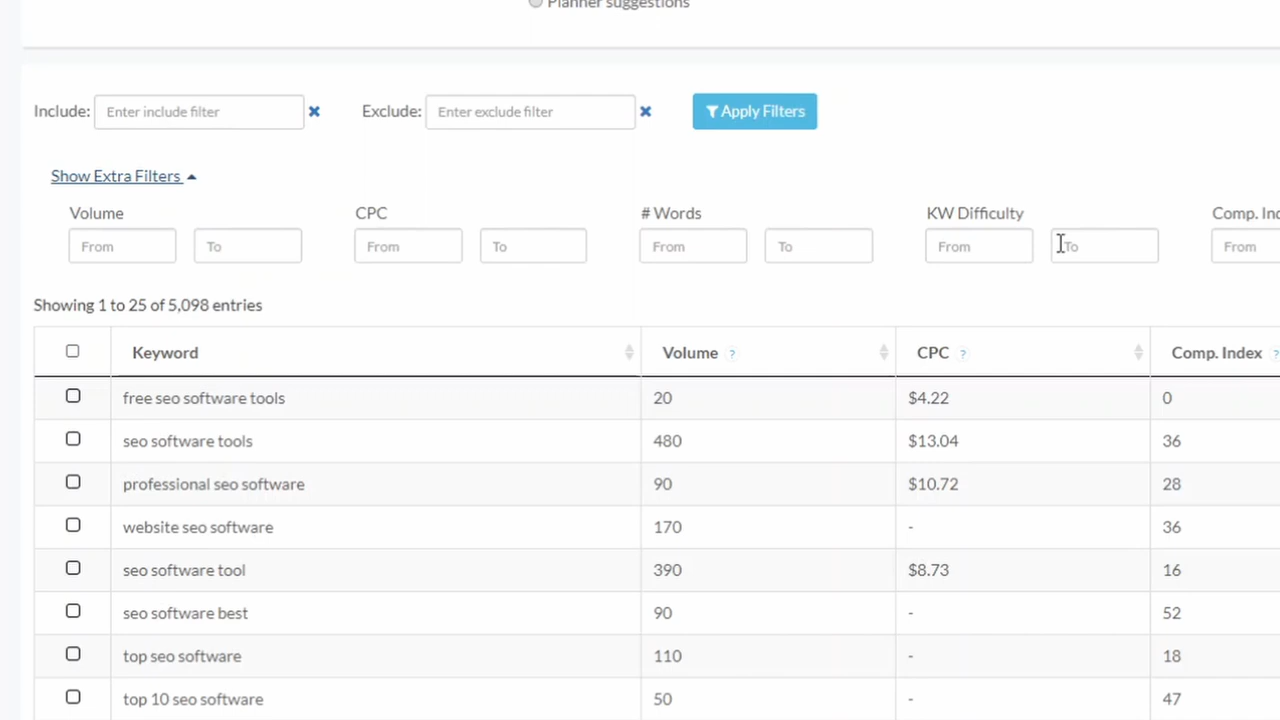 Planner suggestions
Include: Enter include filter Exclude: Enter exclude filter Apply Filters
Show Extra Filters
Volume CPC # Words KW Difficulty Comp.
From To From To From To From To From
Showing 1 to 25 of 5,098 entries
Keyword Volume ? CPC ? Comp. Index ?
free seo software tools 20 $4.22 0
seo software tools 480 $13.04 36
professional seo software 90 $10.72 28
website seo software 170 - 36
seo software tool 390 $8.73 16
seo software best 90 - 52
top seo software 110 - 18
top 10 seo software 50 - 47